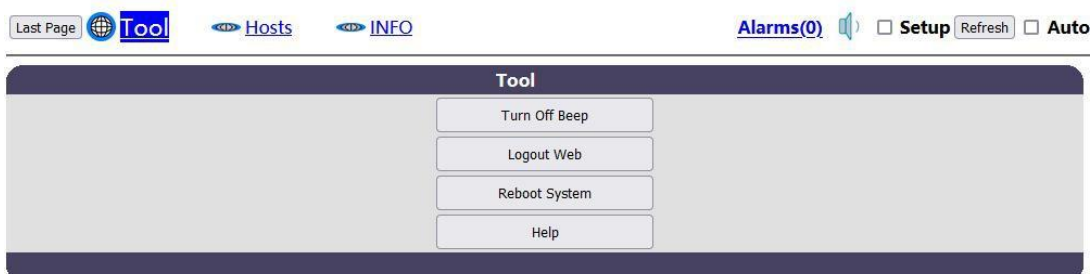 Last Page Tool Hosts INFO Alarms(0) Setup Refresh Auto
Tool
Turn Off Beep
Logout Web
Reboot System
Help